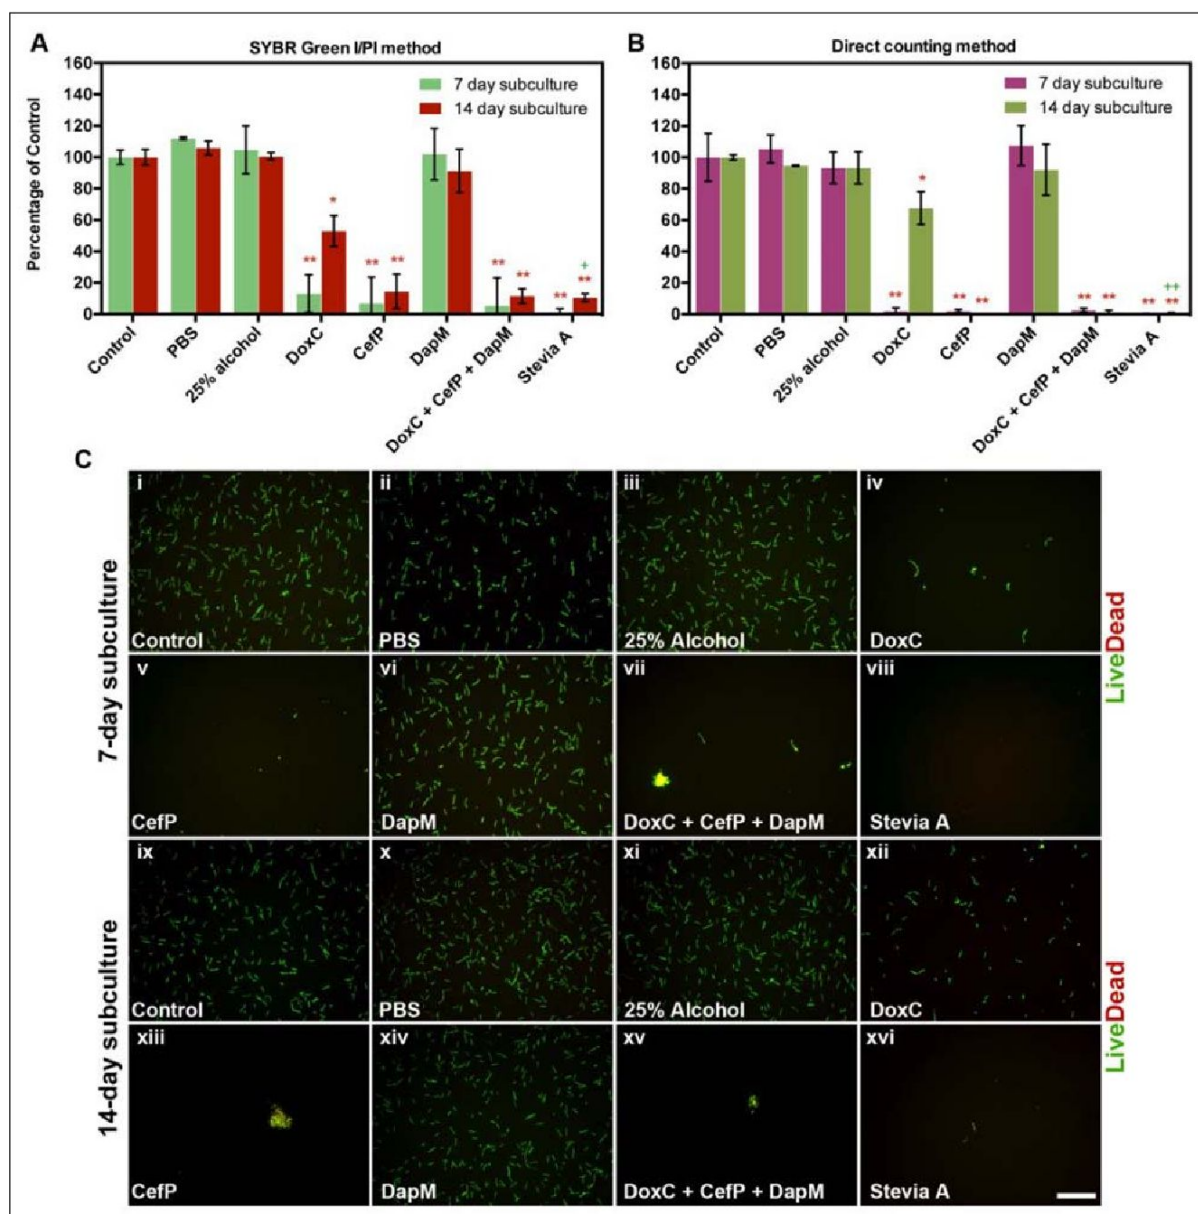 A
SYBR Green I/PI method
160
140
120
100
80
60
40
20
0
Percentage of Control
7 day subculture
14 day subculture
**
*
**
**
**
**
**
+
**
Control
PBS
25% alcohol
DoxC
CefP
DapM
DoxC + CefP + DapM
Stevia A
B
Direct counting method
160
140
120
100
80
60
40
20
0
7 day subculture
14 day subculture
**
*
**
**
**
**
**
++
**
Control
PBS
25% alcohol
DoxC
CefP
DapM
DoxC + CefP + DapM
Stevia A
C
7-day subculture
i
Control
ii
PBS
iii
25% Alcohol
iv
DoxC
v
CefP
vi
DapM
vii
DoxC + CefP + DapM
viii
Stevia A
LiveDead
14-day subculture
ix
Control
x
PBS
xi
25% Alcohol
xii
DoxC
xiii
CefP
xiv
DapM
xv
DoxC + CefP + DapM
xvi
Stevia A
LiveDead